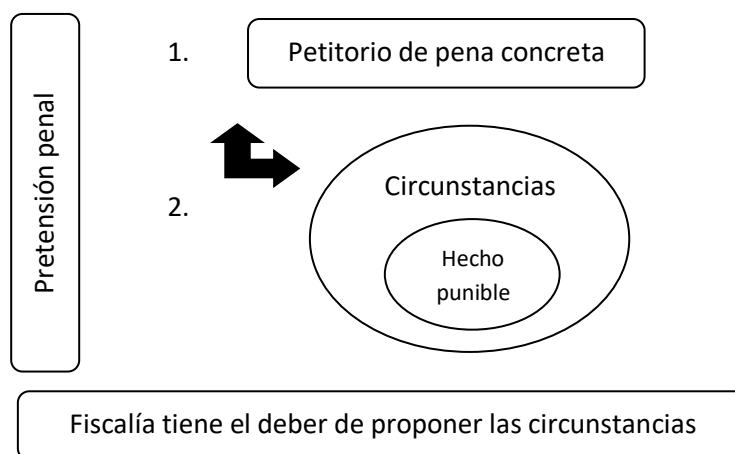 Pretensión penal
1.
Petitorio de pena concreta
2.
Circunstancias
Hecho
punible
Fiscalía tiene el deber de proponer las circunstancias